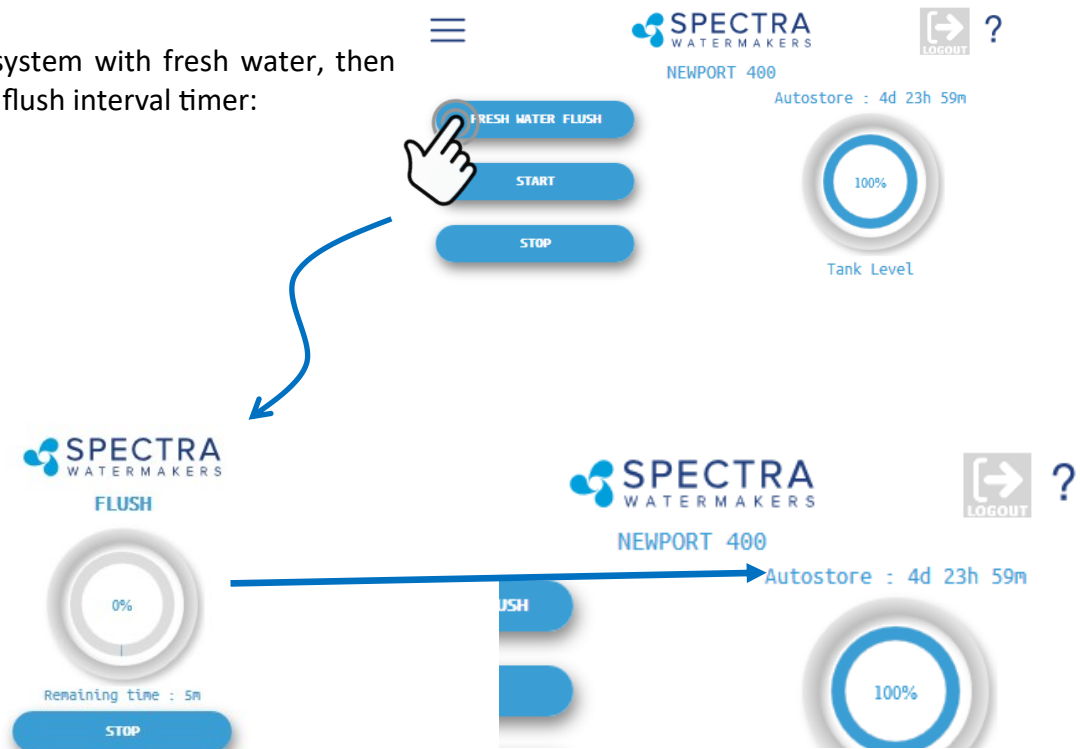 system with fresh water, then
flush interval timer:
SPECTRA
WATERMAKERS
LOGOUT
?
NEWPORT 400
Autostore : 4d 23h 59m
FRESH WATER FLUSH
START
100%
STOP
Tank Level
SPECTRA
WATERMAKERS
FLUSH
0%
Remaining time : 5m
STOP
SPECTRA
WATERMAKERS
LOGOUT
?
NEWPORT 400
Autostore : 4d 23h 59m
USH
100%